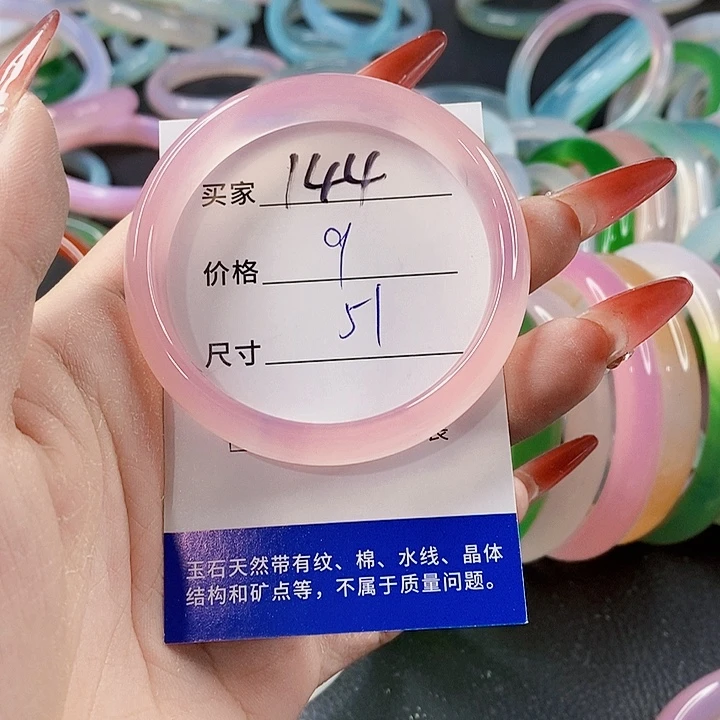 买家 144
价格 9
尺寸 51
玉石天然带有纹、棉、水线、晶体
结构和矿点等，不属于质量问题。